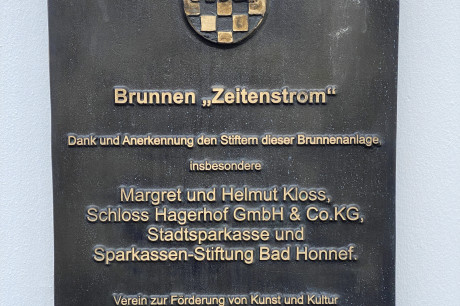 Brunnen „Zeitenstrom“
Dank und Anerkennung den Stiftern dieser Brunnenanlage,
insbesondere
Margret und Helmut Kloss,
Schloss Hagerhof GmbH & Co.KG,
Stadtsparkasse und
Sparkassen-Stiftung Bad Honnef.
Verein zur Förderung von Kunst und Kultur